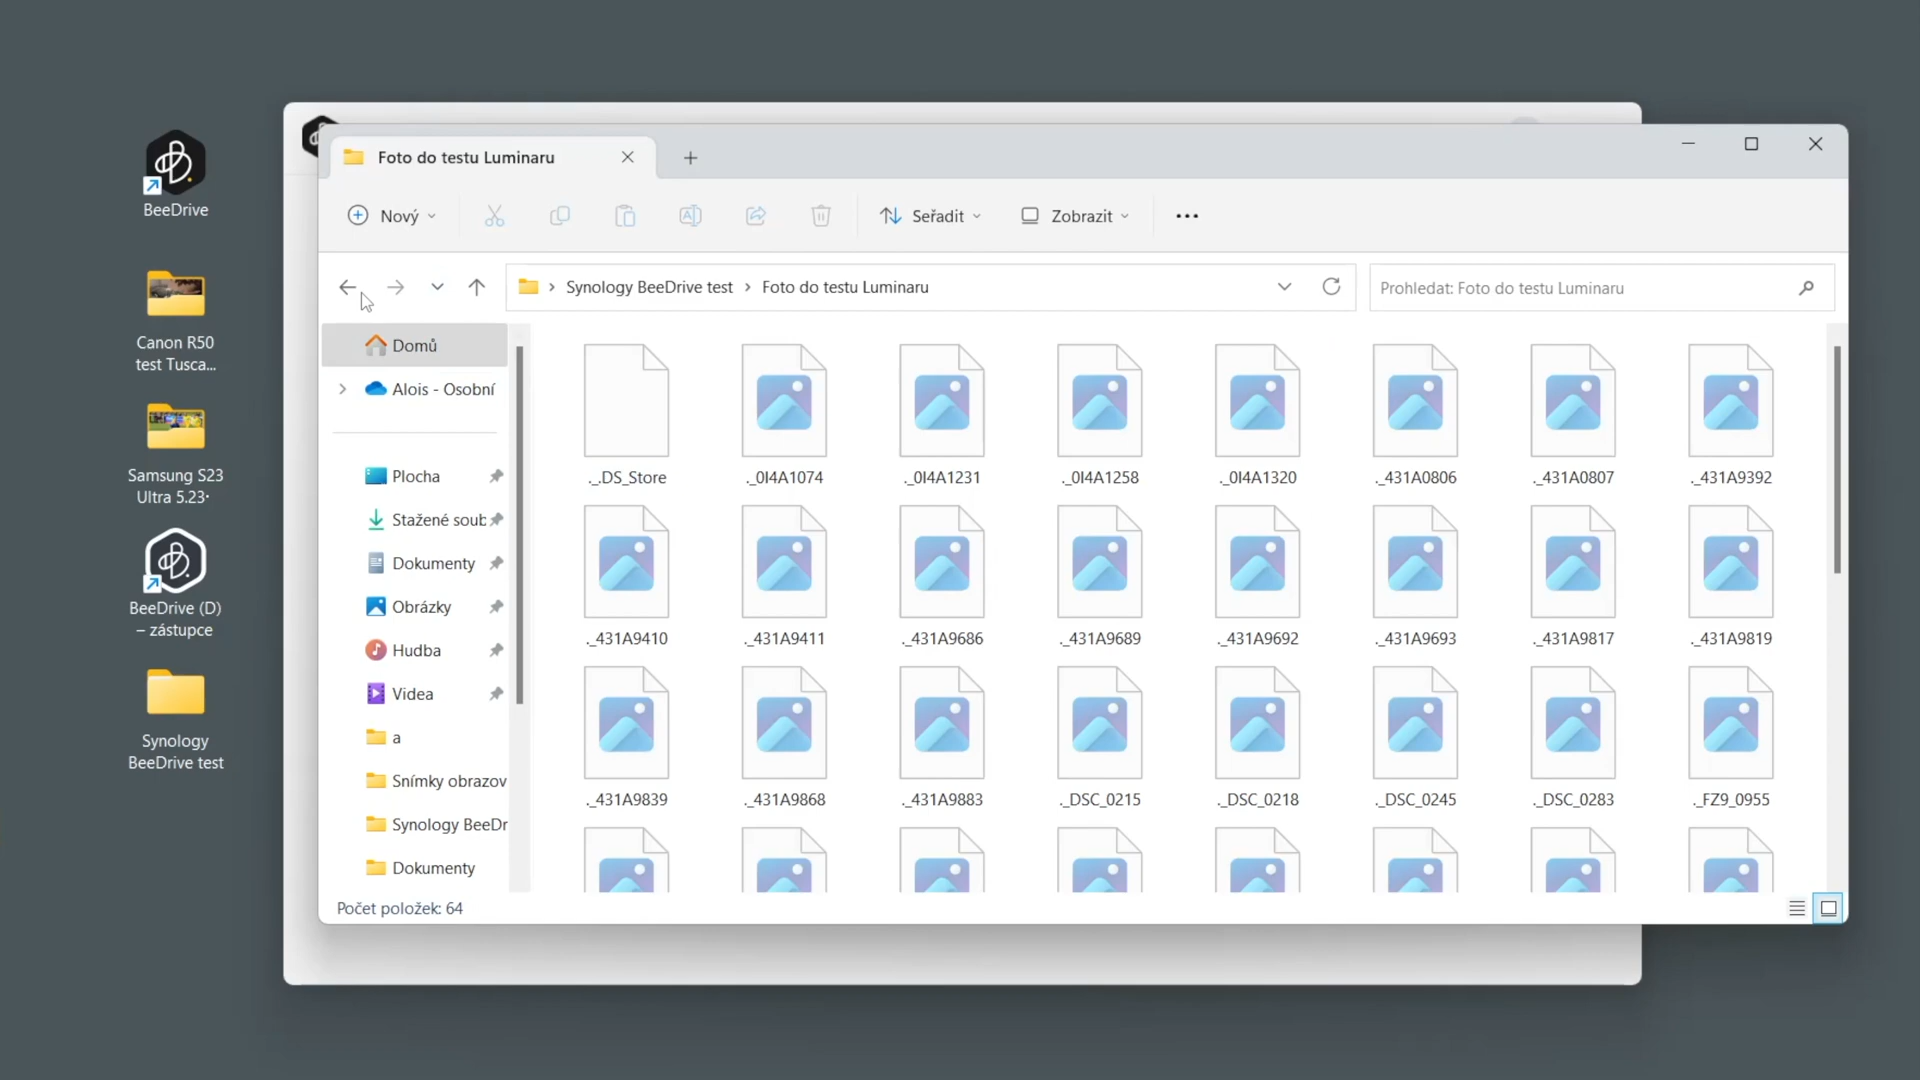 BeeDrive
Canon R50
test Tusca...
Samsung S23
Ultra 5.23·
BeeDrive (D)
– zástupce
Synology
BeeDrive test
Foto do testu Luminaru
Nový
Seřadit
Zobrazit
Synology BeeDrive test > Foto do testu Luminaru
Prohledat: Foto do testu Luminaru
Domů
Alois - Osobní
Plocha
Stažené soub
Dokumenty
Obrázky
Hudba
Videa
a
Snímky obrazov
Synology BeeDr
Dokumenty
._.DS_Store
._0I4A1074
._0I4A1231
._0I4A1258
._0I4A1320
._431A0806
._431A0807
._431A9392
._431A9410
._431A9411
._431A9686
._431A9689
._431A9692
._431A9693
._431A9817
._431A9819
._431A9839
._431A9868
._431A9883
._DSC_0215
._DSC_0218
._DSC_0245
._DSC_0283
._FZ9_0955
Počet položek: 64